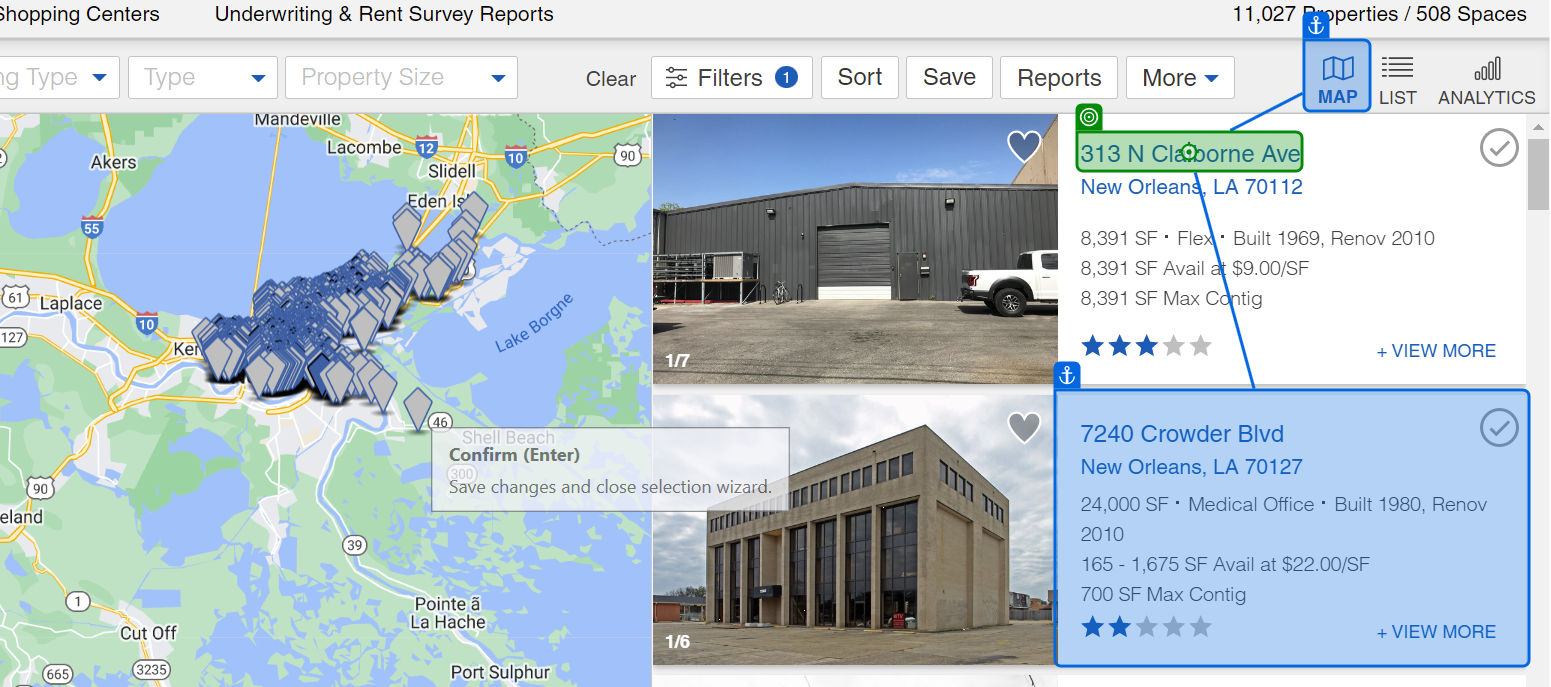 Shopping Centers
Underwriting & Rent Survey Reports
11,027 Properties / 508 Spaces
ng Type
Type
Property Size
Clear
Filters 1
Sort
Save
Reports
More
MAP
LIST
ANALYTICS
Mandeville
Lacombe
12
10
90
Akers
Slidell
Eden Is
55
61
Laplace
10
127
Ken
Lake Borgne
46
Shell Beach
300
90
eland
39
1
Pointe ã
La Hache
Cut Off
3235
665
Port Sulphur
Confirm (Enter)
Save changes and close selection wizard.
1/7
313 N Claiborne Ave
New Orleans, LA 70112
8,391 SF · Flex · Built 1969, Renov 2010
8,391 SF Avail at $9.00/SF
8,391 SF Max Contig
+ VIEW MORE
1/6
7240 Crowder Blvd
New Orleans, LA 70127
24,000 SF · Medical Office · Built 1980, Renov
2010
165 - 1,675 SF Avail at $22.00/SF
700 SF Max Contig
+ VIEW MORE